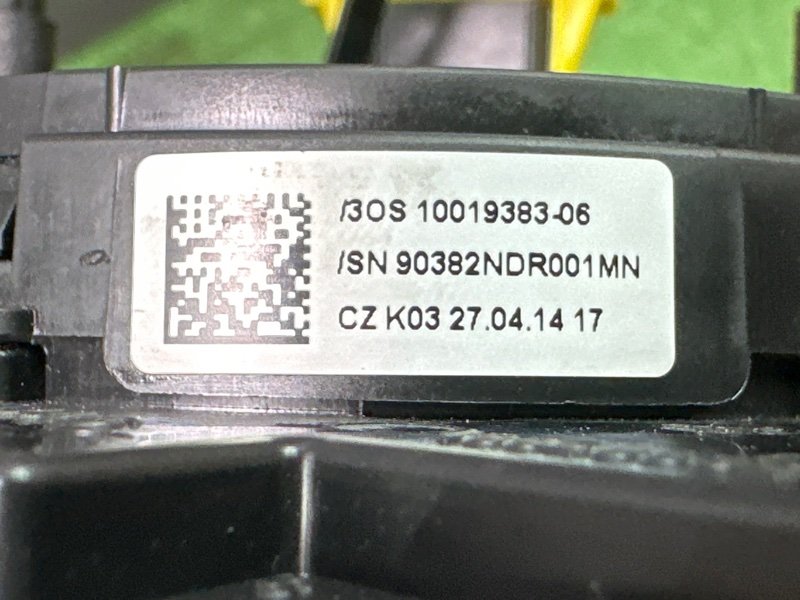 /3OS 10019383-06
/SN 90382NDR001MN
CZ K03 27.04.14 17